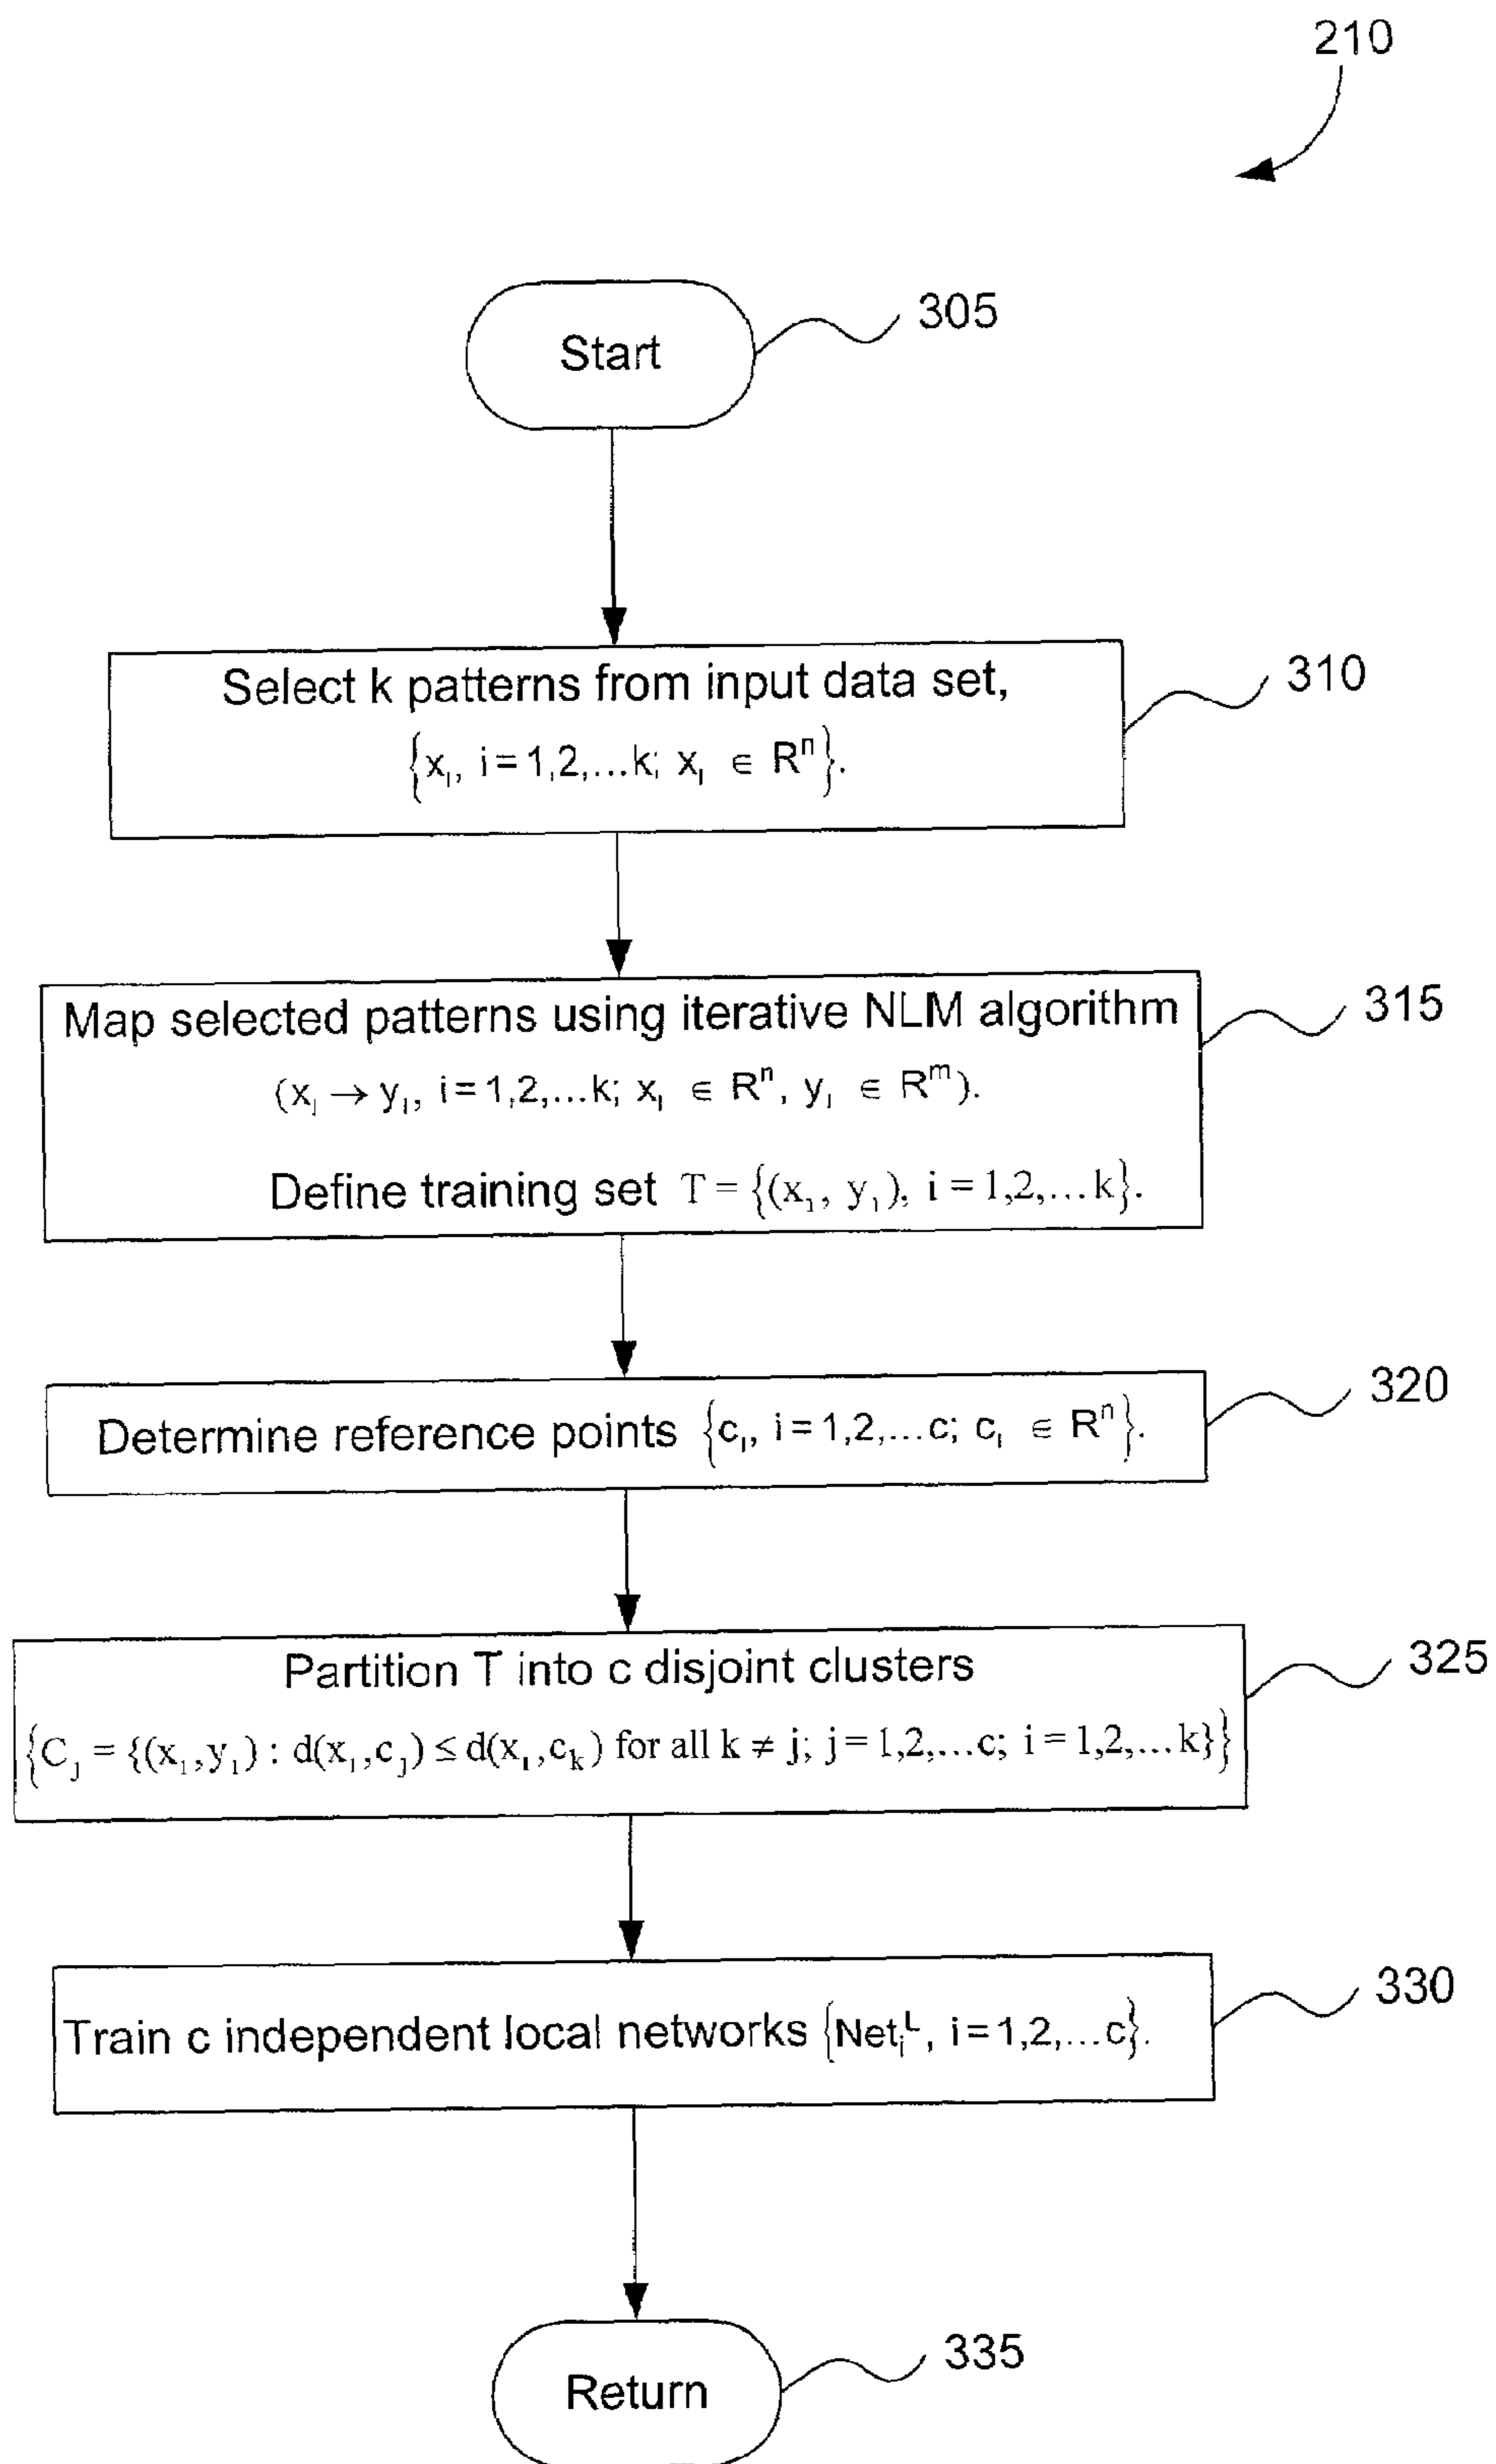 210
Start
305
Select k patterns from input data set,
{xᵢ, i = 1,2,...k; xᵢ ∈ Rⁿ}.
310
Map selected patterns using iterative NLM algorithm
(xᵢ → yᵢ, i = 1,2,...k; xᵢ ∈ Rⁿ, yᵢ ∈ Rᵐ).
Define training set T = {(xᵢ, yᵢ), i = 1,2,...k}.
315
Determine reference points {cᵢ, i = 1,2,...c; cᵢ ∈ Rⁿ}.
320
Partition T into c disjoint clusters
{Cⱼ = {(xᵢ,yᵢ) : d(xᵢ,cⱼ) ≤ d(xᵢ,cₖ) for all k ≠ j; j = 1,2,...c; i = 1,2,...k}}
325
Train c independent local networks {Netᵢᴸ, i = 1,2,...c}.
330
Return
335